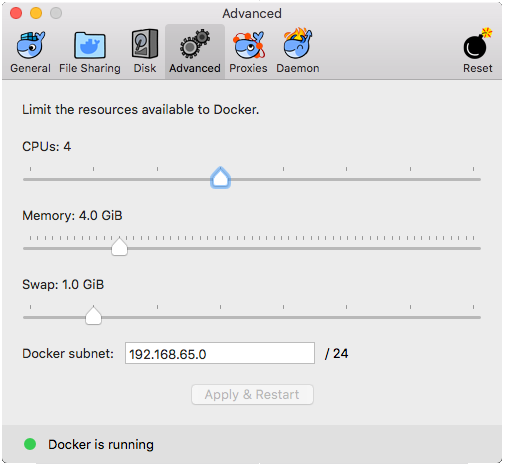 Advanced
General File Sharing Disk Advanced Proxies Daemon Reset
Limit the resources available to Docker.
CPUs: 4
Memory: 4.0 GiB
Swap: 1.0 GiB
Docker subnet: 192.168.65.0 / 24
Apply & Restart
Docker is running